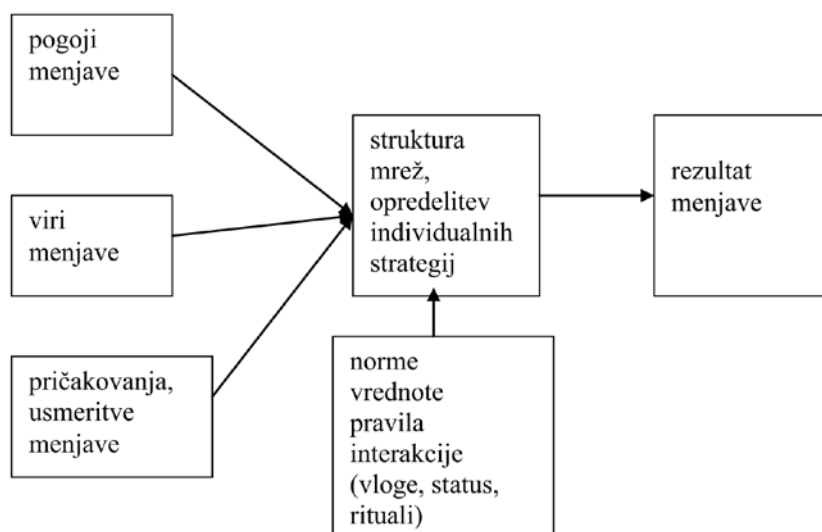 pogoji
menjave
viri
menjave
pričakovanja,
usmeritve
menjave
struktura
mrež,
opredelitev
individualnih
strategij
norme
vrednote
pravila
interakcije
(vloge, status,
rituali)
rezultat
menjave